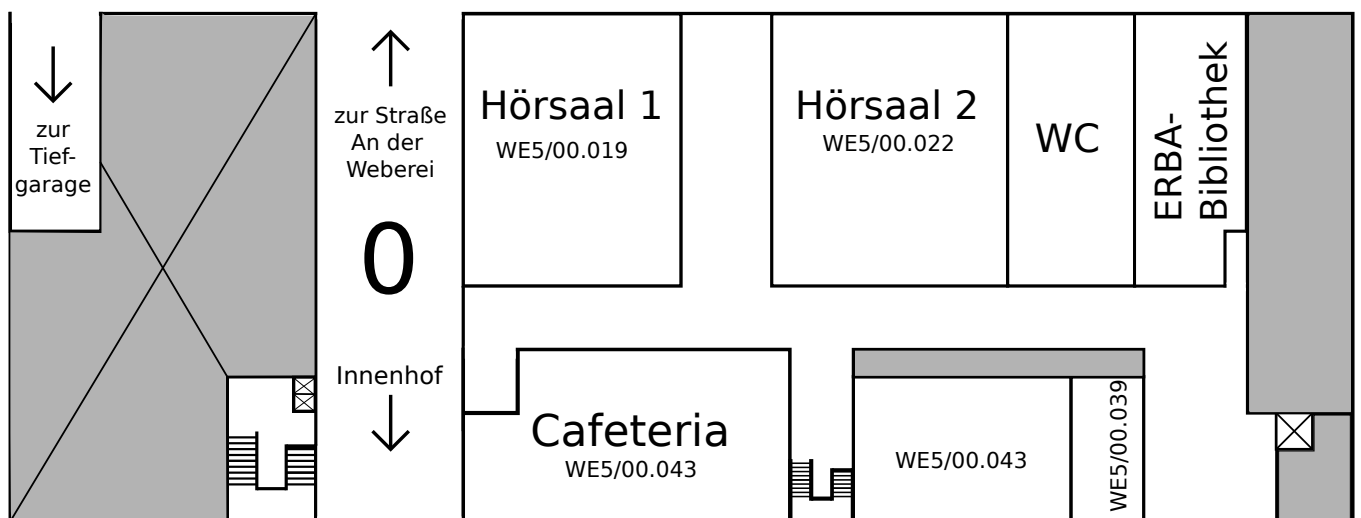 zur
Tief-
garage
zur Straße
An der
Weberei
0
Innenhof
Hörsaal 1
WE5/00.019
Hörsaal 2
WE5/00.022
WC
ERBA-
Bibliothek
Cafeteria
WE5/00.043
WE5/00.043
WE5/00.039